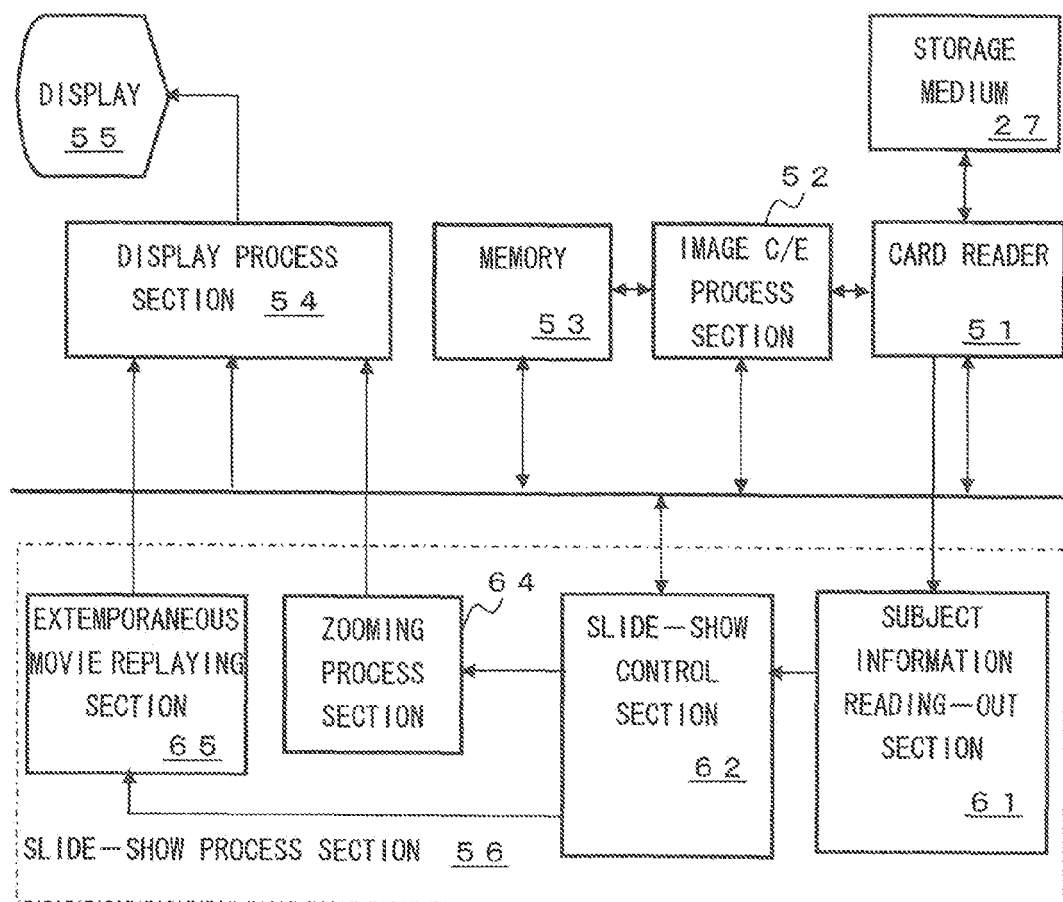 DISPLAY
55
STORAGE
MEDIUM
27
DISPLAY PROCESS
SECTION 54
MEMORY
53
52
IMAGE C/E
PROCESS
SECTION
CARD READER
51
EXTEMPORANEOUS
MOVIE REPLAYING
SECTION
65
64
ZOOMING
PROCESS
SECTION
SLIDE-SHOW
CONTROL
SECTION
62
SUBJECT
INFORMATION
READING-OUT
SECTION
61
SLIDE-SHOW PROCESS SECTION 56